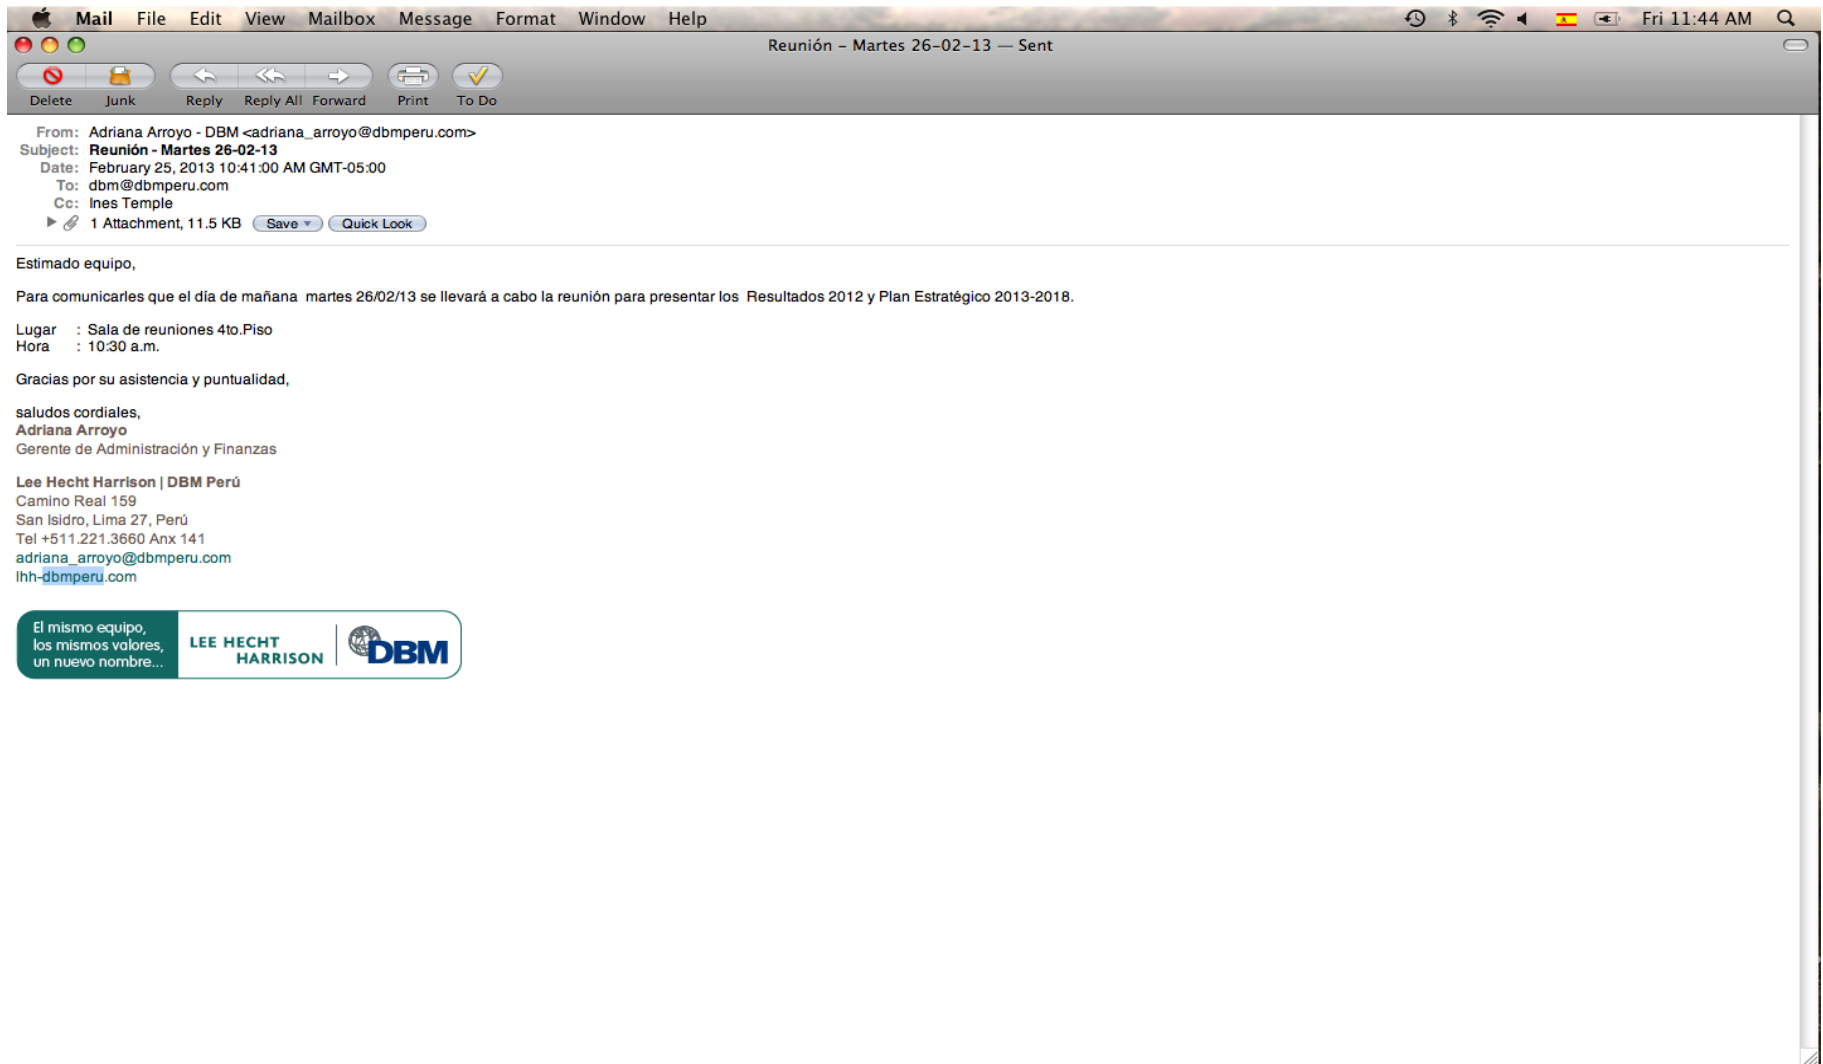 Mail File Edit View Mailbox Message Format Window Help Fri 11:44 AM
Reunión – Martes 26-02-13 — Sent
Delete Junk Reply Reply All Forward Print To Do
From: Adriana Arroyo - DBM <adriana_arroyo@dbmperu.com>
Subject: Reunión - Martes 26-02-13
Date: February 25, 2013 10:41:00 AM GMT-05:00
To: dbm@dbmperu.com
Cc: Ines Temple
1 Attachment, 11.5 KB Save Quick Look
Estimado equipo,
Para comunicarles que el día de mañana martes 26/02/13 se llevará a cabo la reunión para presentar los Resultados 2012 y Plan Estratégico 2013-2018.
Lugar : Sala de reuniones 4to.Piso
Hora : 10:30 a.m.
Gracias por su asistencia y puntualidad,
saludos cordiales,
Adriana Arroyo
Gerente de Administración y Finanzas
Lee Hecht Harrison | DBM Perú
Camino Real 159
San Isidro, Lima 27, Perú
Tel +511.221.3660 Anx 141
adriana_arroyo@dbmperu.com
lhh-dbmperu.com
El mismo equipo,
los mismos valores,
un nuevo nombre...
LEE HECHT
HARRISON
DBM